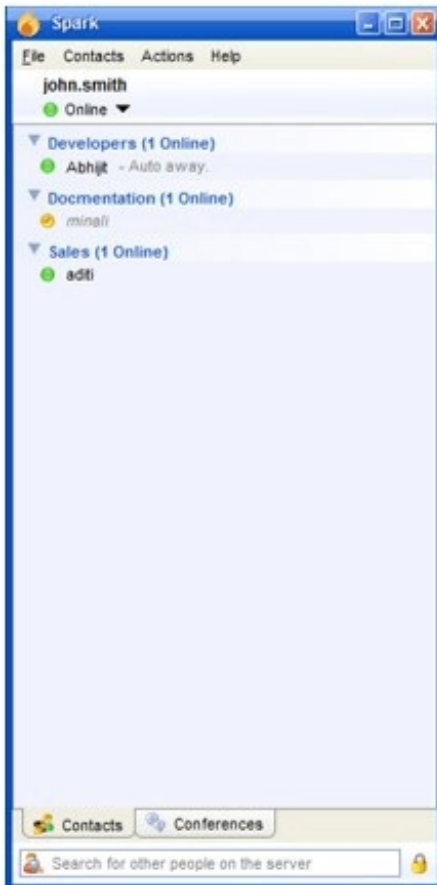 Spark
File Contacts Actions Help
john.smith
Online
Developers (1 Online)
Abhijt - Auto away.
Docmentation (1 Online)
minali
Sales (1 Online)
aditi
Contacts Conferences
Search for other people on the server